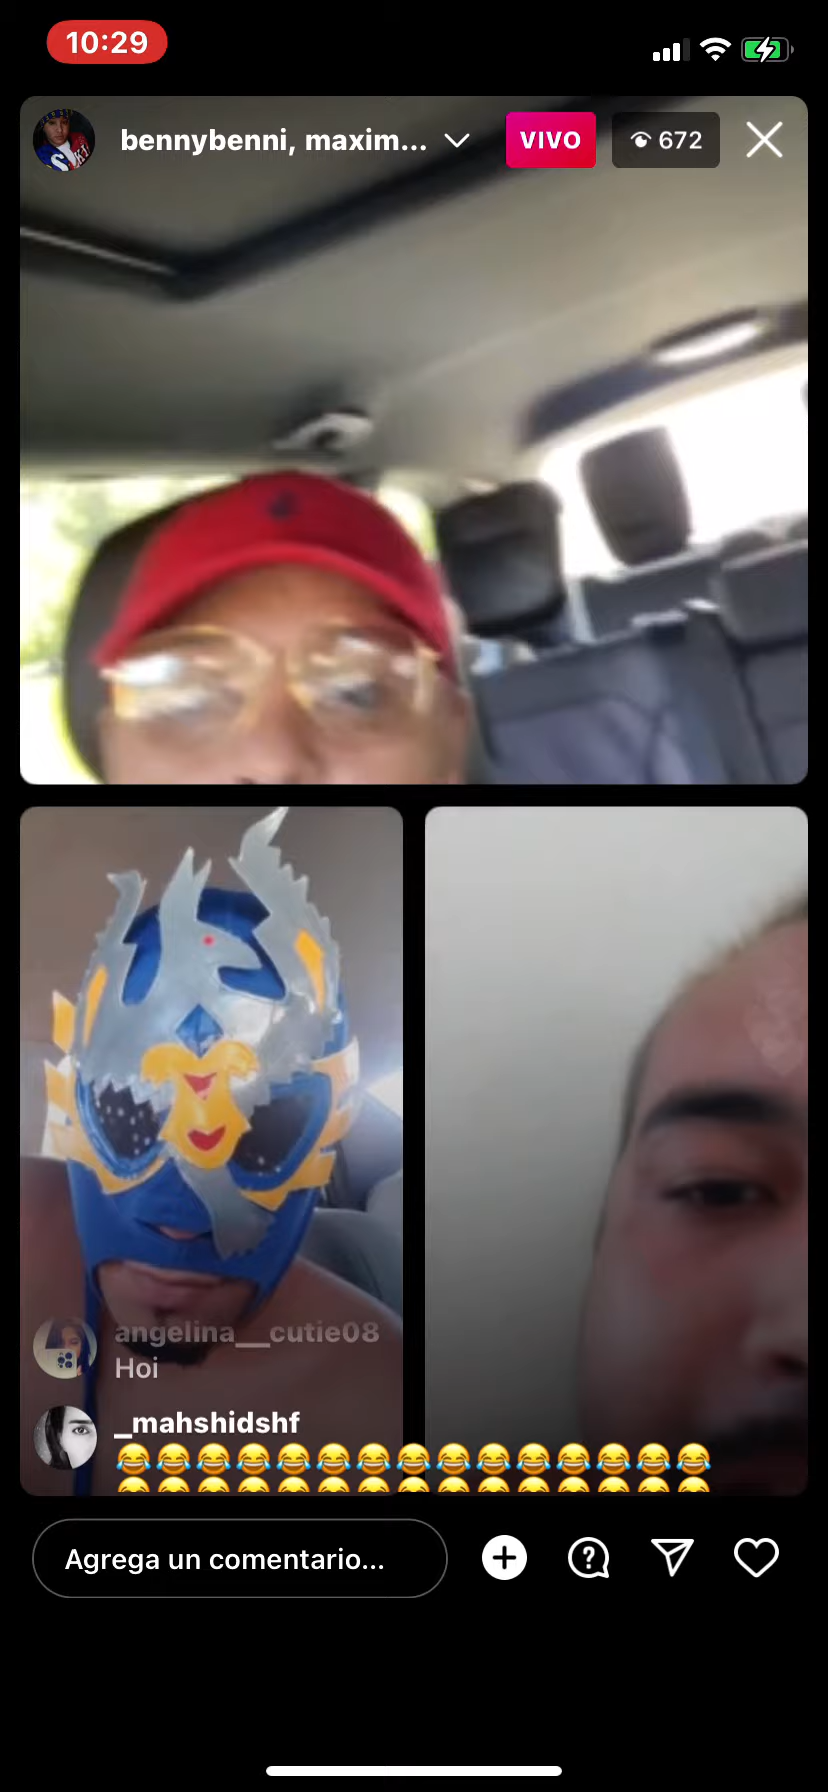 10:29
bennybenni, maxim...
VIVO
672
angelina__cutie08
Hoi
_mahshidshf
😂😂😂😂😂😂😂😂😂😂😂😂😂😂😂
😂😂😂😂😂😂😂😂😂😂😂😂😂😂😂
Agrega un comentario...